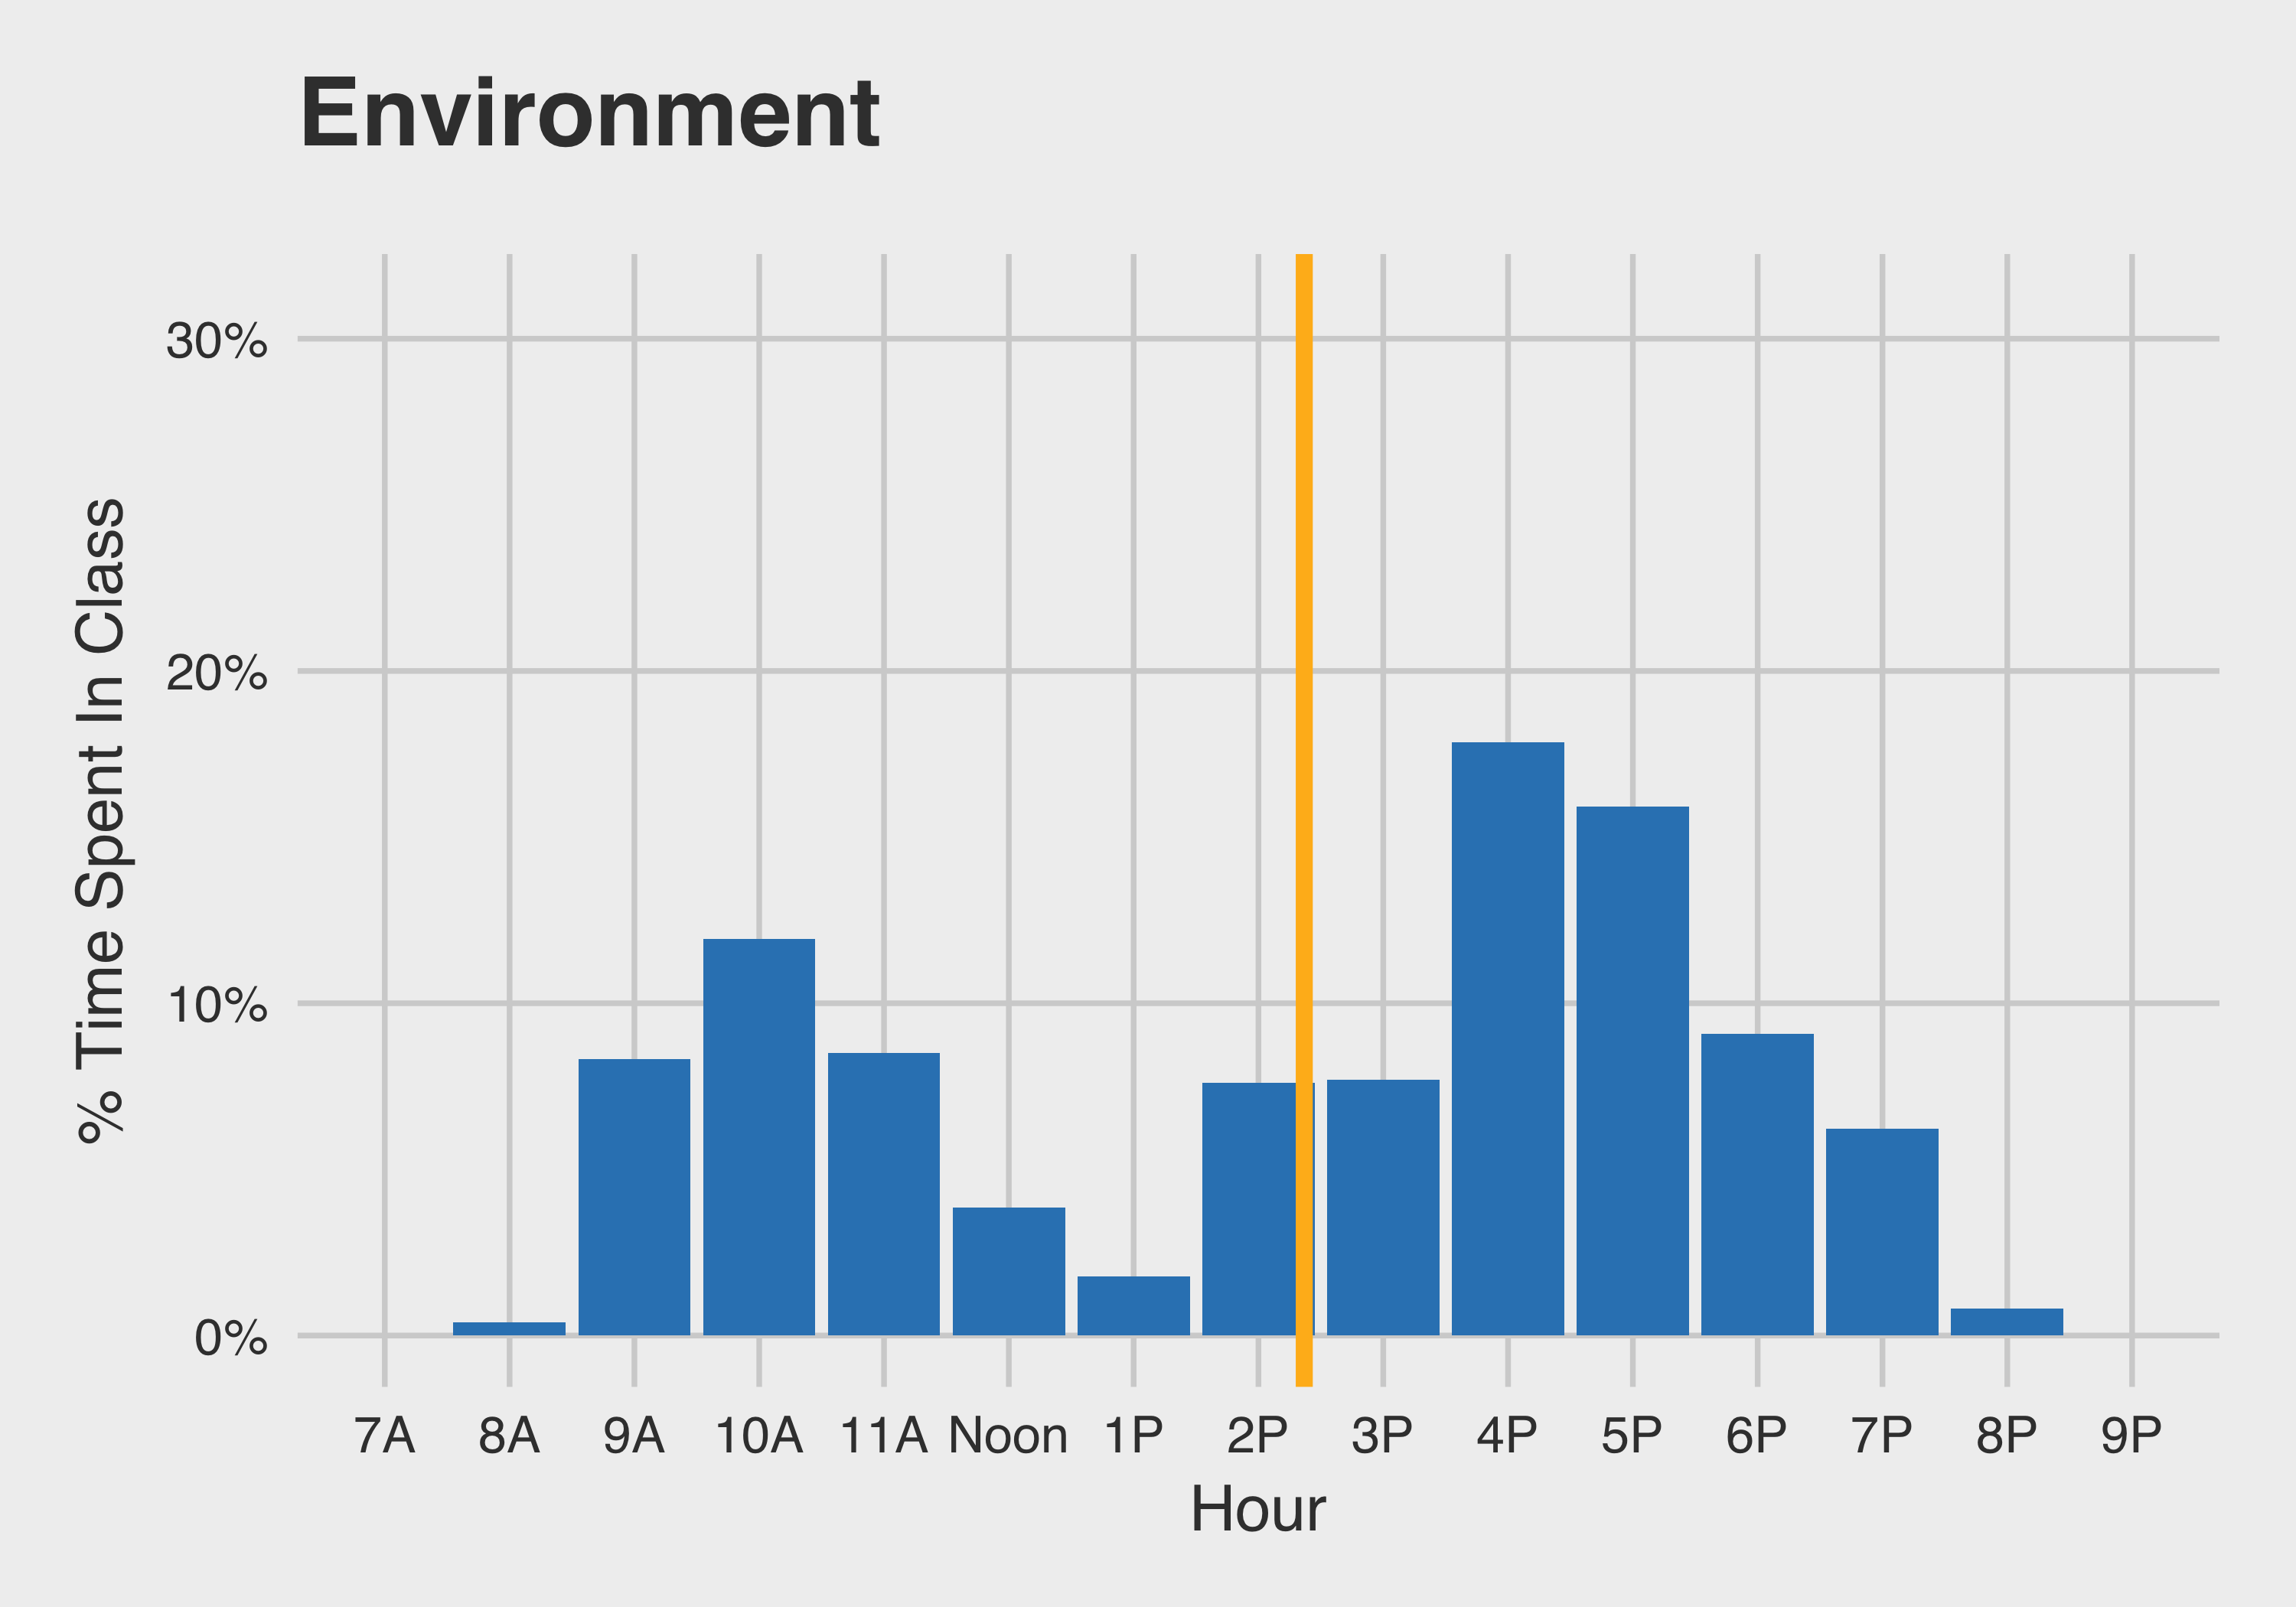 Environment
% Time Spent In Class
30%
20%
10%
0%
7A 8A 9A 10A 11A Noon 1P 2P 3P 4P 5P 6P 7P 8P 9P
Hour